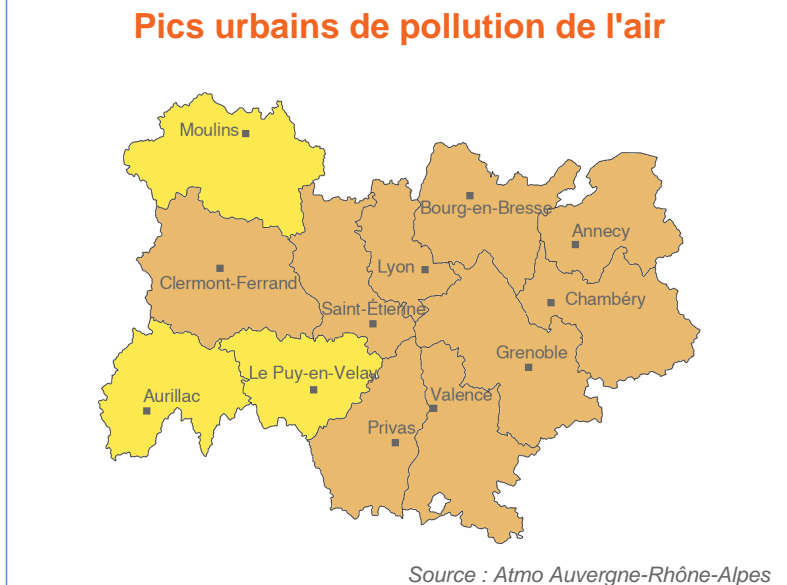 Pics urbains de pollution de l'air
Moulins
Bourg-en-Bresse
Annecy
Lyon
Clermont-Ferrand
Chambéry
Saint-Étienne
Grenoble
Le Puy-en-Velay
Aurillac
Valence
Privas
Source : Atmo Auvergne-Rhône-Alpes